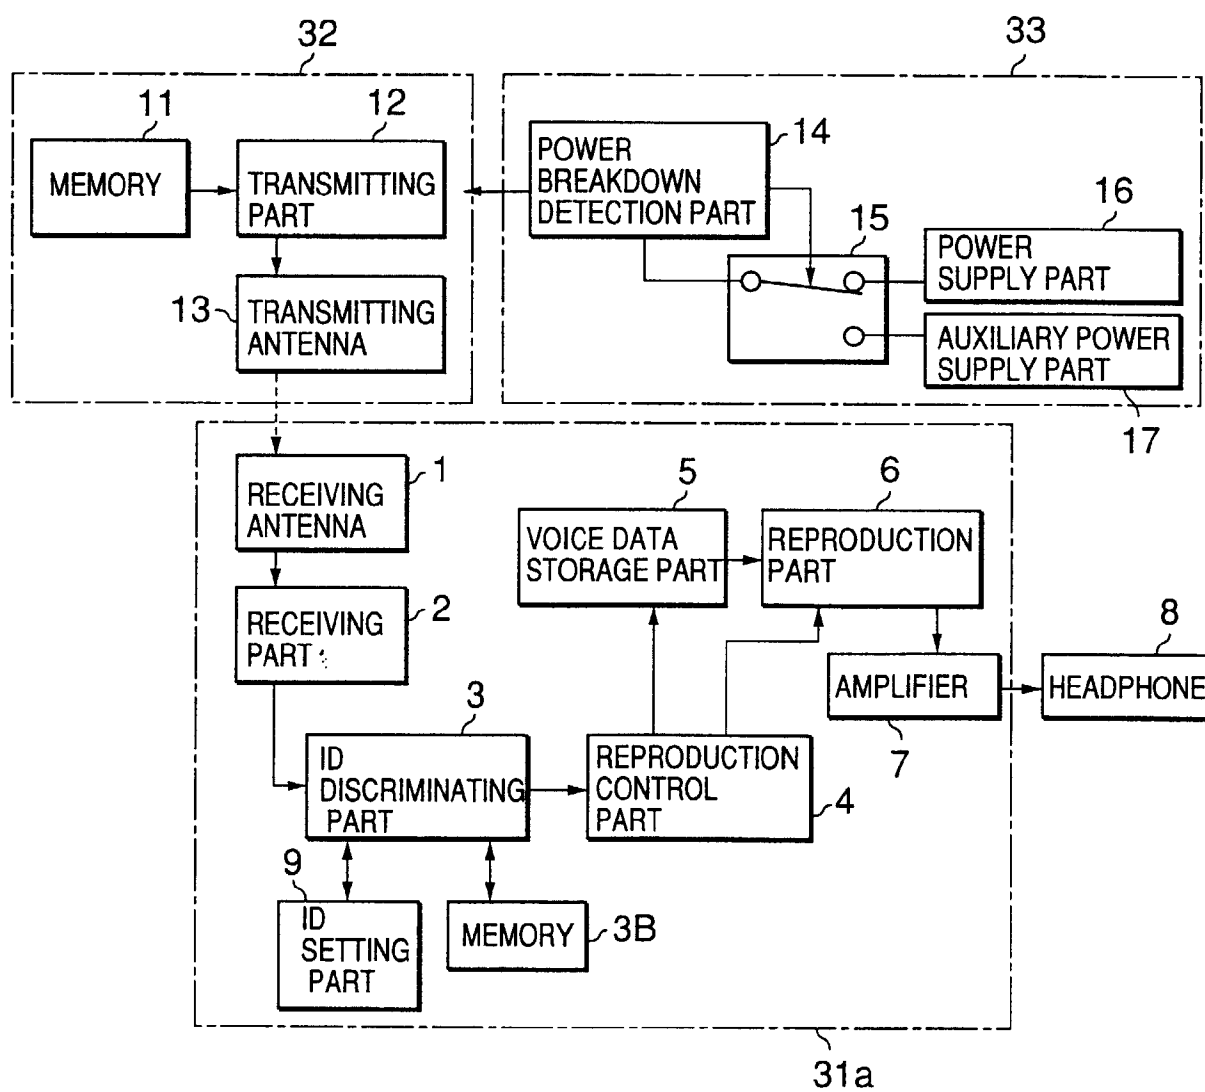 32
33
11
12
14
MEMORY
TRANSMITTING
PART
POWER
BREAKDOWN
DETECTION PART
15
16
POWER
SUPPLY PART
13
TRANSMITTING
ANTENNA
AUXILIARY POWER
SUPPLY PART
17
1
RECEIVING
ANTENNA
5
6
VOICE DATA
STORAGE PART
REPRODUCTION
PART
2
RECEIVING
PART
8
AMPLIFIER
HEADPHONE
7
3
ID
DISCRIMINATING
PART
REPRODUCTION
CONTROL
PART
4
9
ID
SETTING
PART
MEMORY
3B
31a